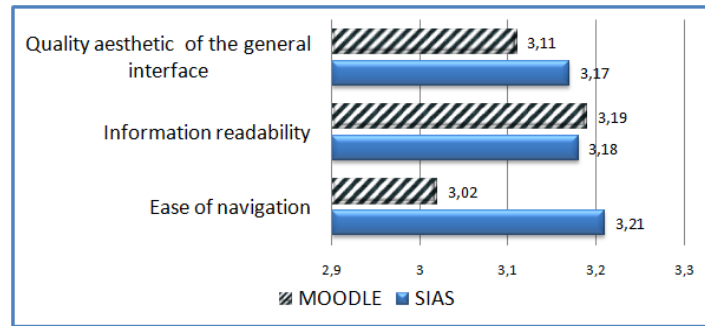 Quality aesthetic of the general
interface
3,11
3,17
Information readability
3,19
3,18
Ease of navigation
3,02
3,21
2,9 3 3,1 3,2 3,3
MOODLE SIAS